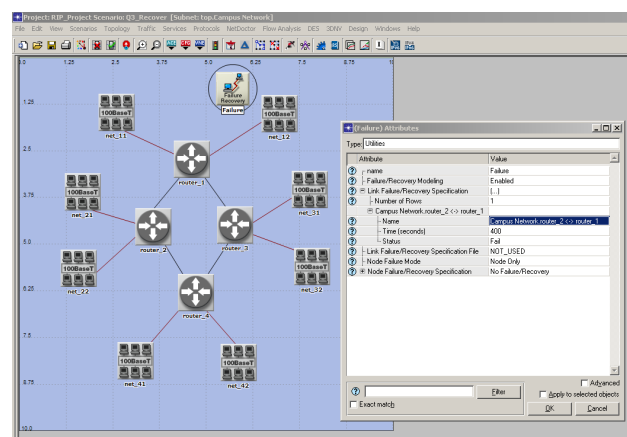 Project: RIP_Project Scenario: Q3_Recover [Subnet: top.Campus Network]
File Edit View Scenarios Topology Traffic Services Protocols NetDoctor Flow Analysis DES 3DNV Design Windows Help
0.0 1.25 2.5 3.75 5.0 6.25 7.5 8.75 10
1.25
2.5
3.75
5.0
6.25
7.5
8.75
10.0
Failure
Recovery
Failure
100BaseT
net_11
100BaseT
net_12
router_1
100BaseT
net_21
100BaseT
net_31
router_2
router_3
100BaseT
net_22
100BaseT
net_32
router_4
100BaseT
net_41
100BaseT
net_42
(Failure) Attributes
Type: Utilities
Attribute Value
name Failure
Failure/Recovery Modeling Enabled
Link Failure/Recovery Specification (...)
Number of Rows 1
Campus Network.router_2 <-> router_1
Name Campus Network.router_2 <-> router_1
Time (seconds) 400
Status Fail
Link Failure/Recovery Specification File NOT_USED
Node Failure Mode Node Only
Node Failure/Recovery Specification No Failure/Recovery
Advanced
Filter
Apply to selected objects
Exact match
OK Cancel